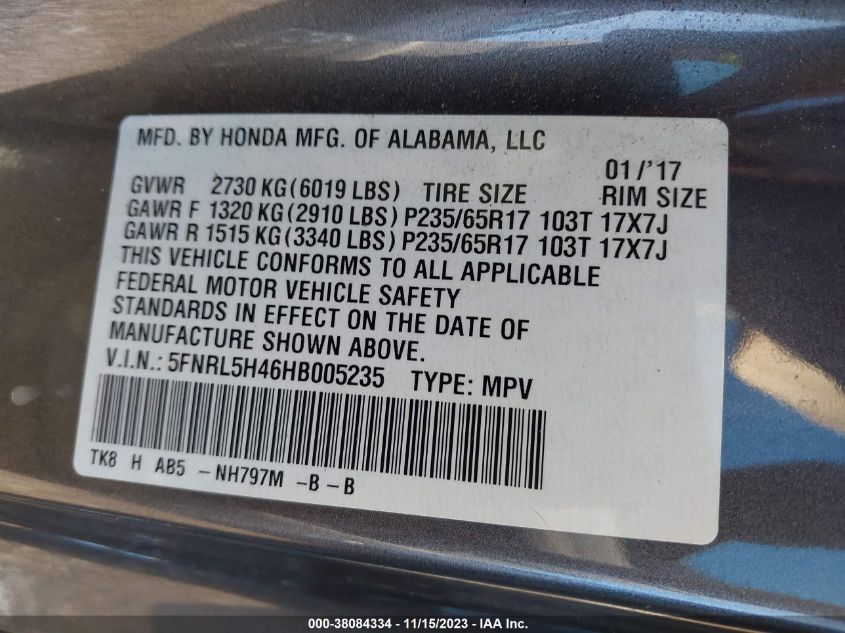 MFD. BY HONDA MFG. OF ALABAMA, LLC
01/'17
GVWR 2730 KG (6019 LBS) TIRE SIZE RIM SIZE
GAWR F 1320 KG (2910 LBS) P235/65R17 103T 17X7J
GAWR R 1515 KG (3340 LBS) P235/65R17 103T 17X7J
THIS VEHICLE CONFORMS TO ALL APPLICABLE
FEDERAL MOTOR VEHICLE SAFETY
STANDARDS IN EFFECT ON THE DATE OF
MANUFACTURE SHOWN ABOVE.
V.I.N.: 5FNRL5H46HB005235 TYPE: MPV
TK8 H AB5 -NH797M -B-B
000-38084334 - 11/15/2023 - IAA Inc.